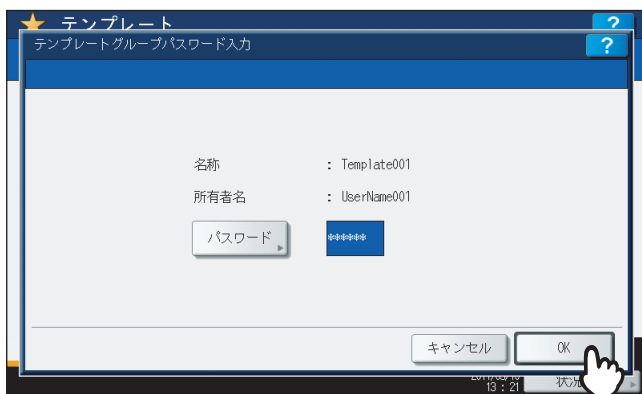 テンプレート
?
テンプレートグループパスワード入力
?
名称 : Template001
所有者名 : UserName001
パスワード ******
キャンセル OK
13 : 21